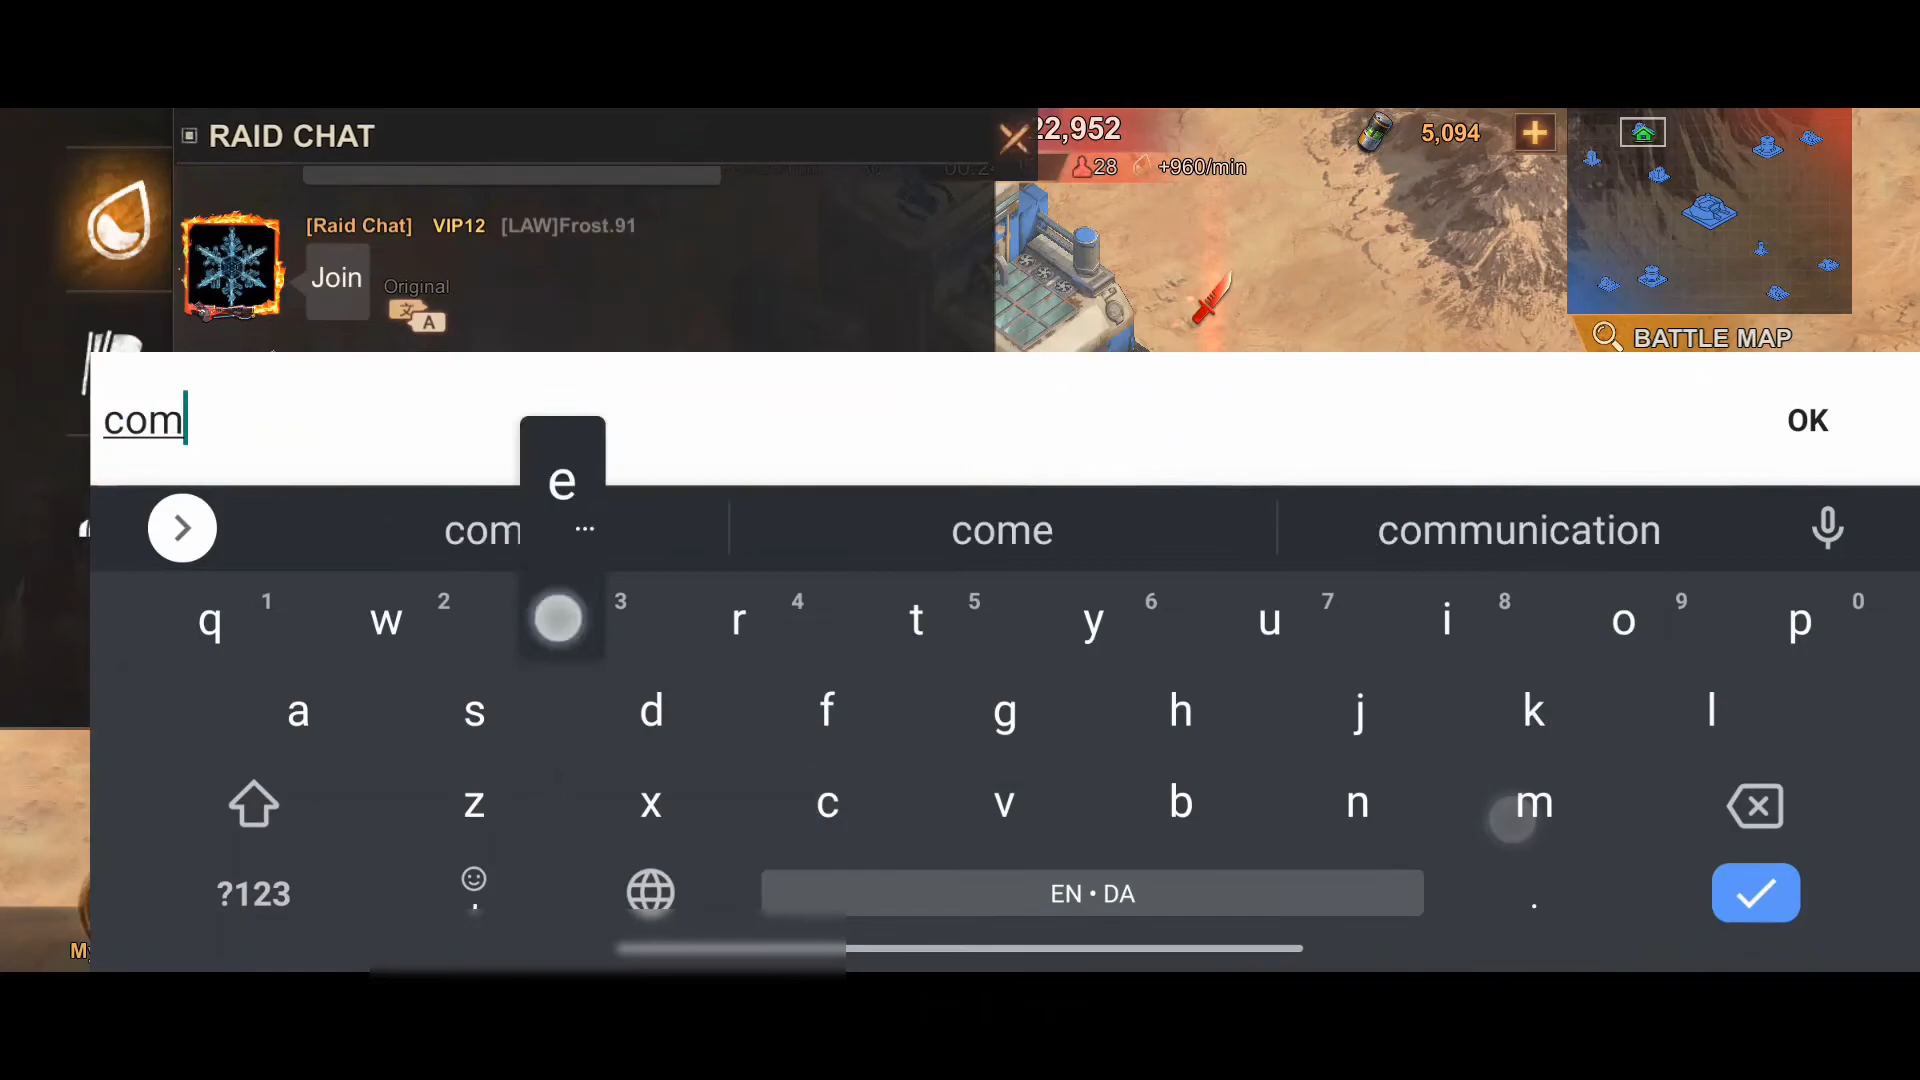 RAID CHAT
22,952
5,094
28
+960/min
[Raid Chat] VIP12 [LAW]Frost.91
Join
Original
文 A
BATTLE MAP
com
OK
e
com
come
communication
q 1 w 2 3 r 4 t 5 y 6 u 7 i 8 o 9 p 0
a s d f g h j k l
z x c v b n m
?123 , EN • DA .